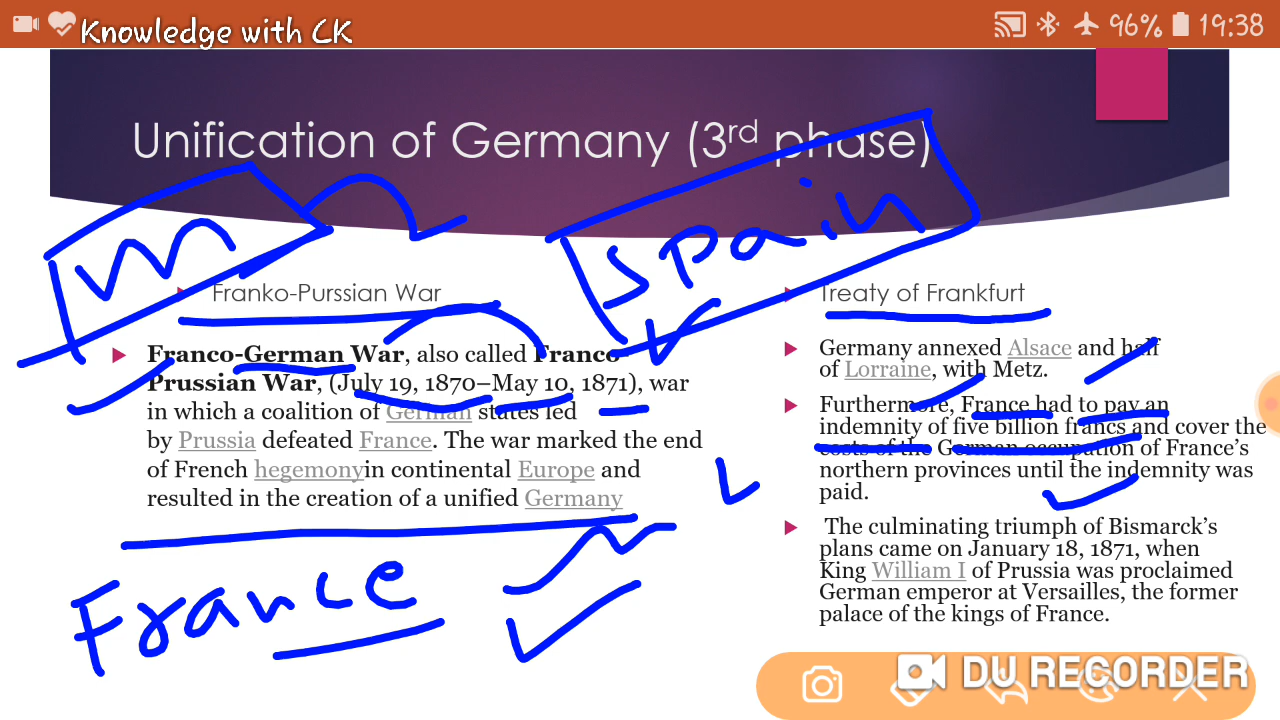 Knowledge with CK
96% 19:38
Unification of Germany (3rd phase)
Spain
Franko-Purssian War
Franco-German War, also called Franco-
Prussian War, (July 19, 1870–May 10, 1871), war
in which a coalition of German states led
by Prussia defeated France. The war marked the end
of French hegemonyin continental Europe and
resulted in the creation of a unified Germany
France
Treaty of Frankfurt
Germany annexed Alsace and half
of Lorraine, with Metz.
Furthermore, France had to pay an
indemnity of five billion francs and cover the
costs of the German occupation of France's
northern provinces until the indemnity was
paid.
The culminating triumph of Bismarck's
plans came on January 18, 1871, when
King William I of Prussia was proclaimed
German emperor at Versailles, the former
palace of the kings of France.
DU RECORDER